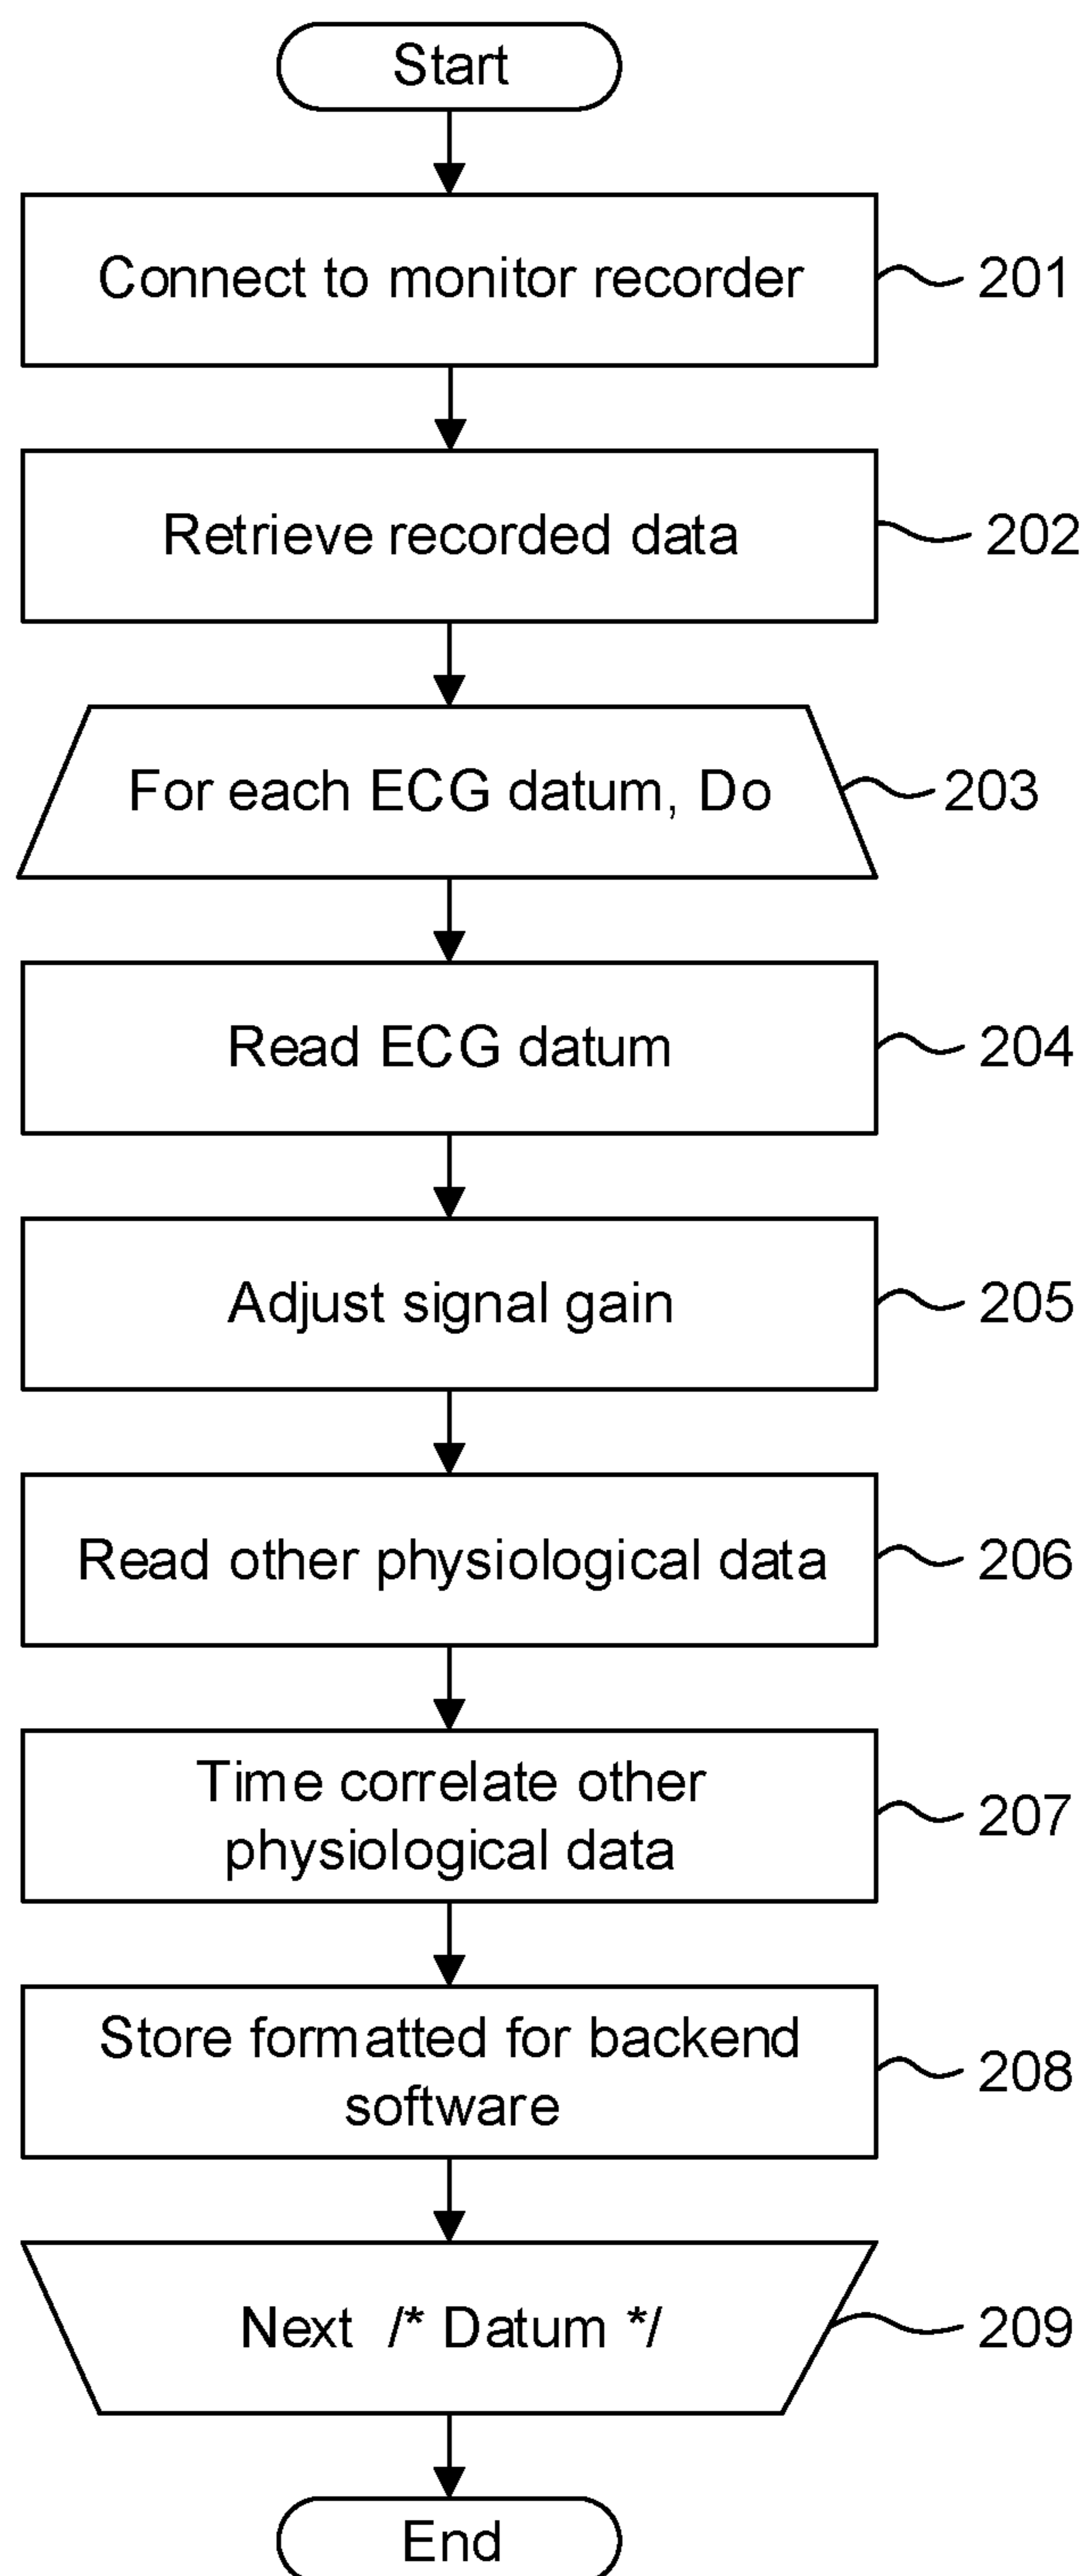 Start
Connect to monitor recorder
201
Retrieve recorded data
202
For each ECG datum, Do
203
Read ECG datum
204
Adjust signal gain
205
Read other physiological data
206
Time correlate other
physiological data
207
Store formatted for backend
software
208
Next /* Datum */
209
End